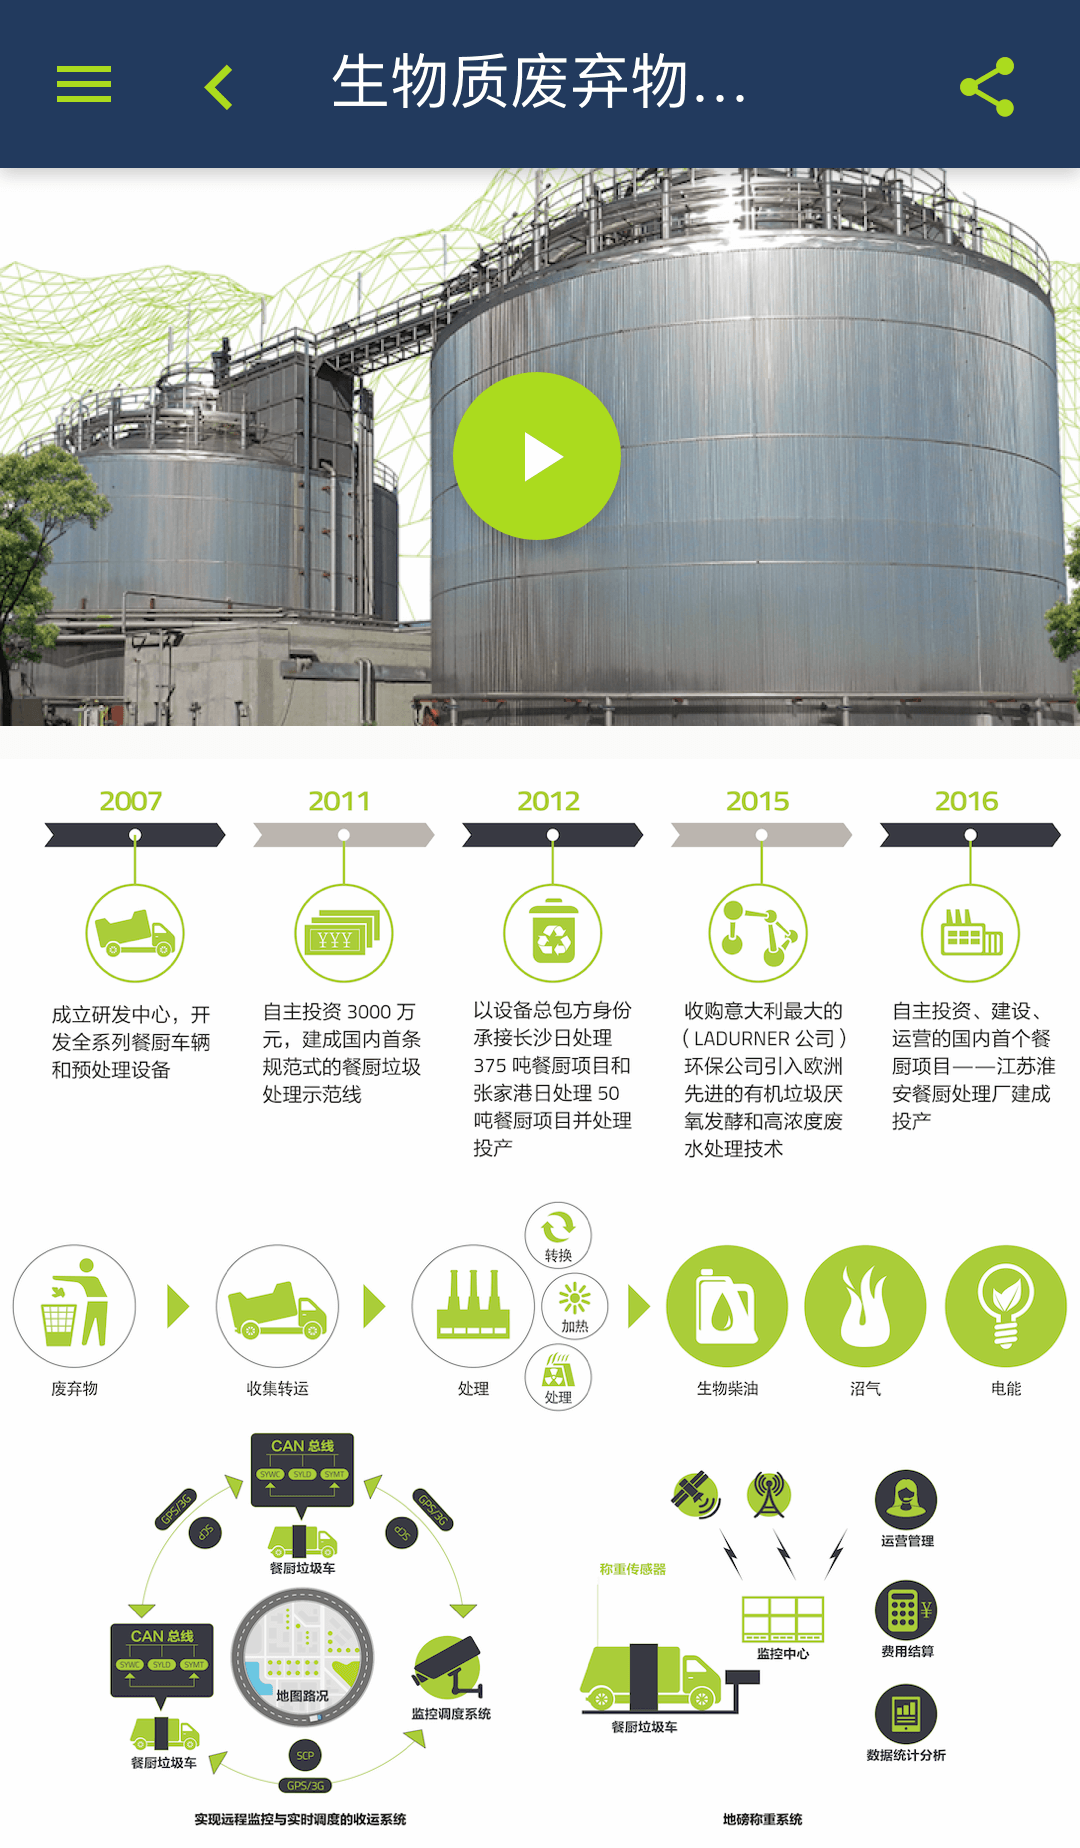 生物质废弃物...
2007
2011
2012
2015
2016
¥¥¥
成立研发中心，开
发全系列餐厨车辆
和预处理设备
自主投资 3000 万
元，建成国内首条
规范式的餐厨垃圾
处理示范线
以设备总包方身份
承接长沙日处理
375 吨餐厨项目和
张家港日处理 50
吨餐厨项目并处理
投产
收购意大利最大的
（ LADURNER 公司 ）
环保公司引入欧洲
先进的有机垃圾厌
氧发酵和高浓度废
水处理技术
自主投资、建设、
运营的国内首个餐
厨项目——江苏淮
安餐厨处理厂建成
投产
转换
加热
处理
废弃物
收集转运
处理
生物柴油
沼气
电能
CAN 总线
SYWC SYLD SYMT
GPS/3G
SCP
GPS/3G
SCP
餐厨垃圾车
CAN 总线
SYWC SYLD SYMT
地图路况
监控调度系统
餐厨垃圾车
SCP
GPS/3G
实现远程监控与实时调度的收运系统
称重传感器
监控中心
餐厨垃圾车
运营管理
¥
费用结算
数据统计分析
地磅称重系统